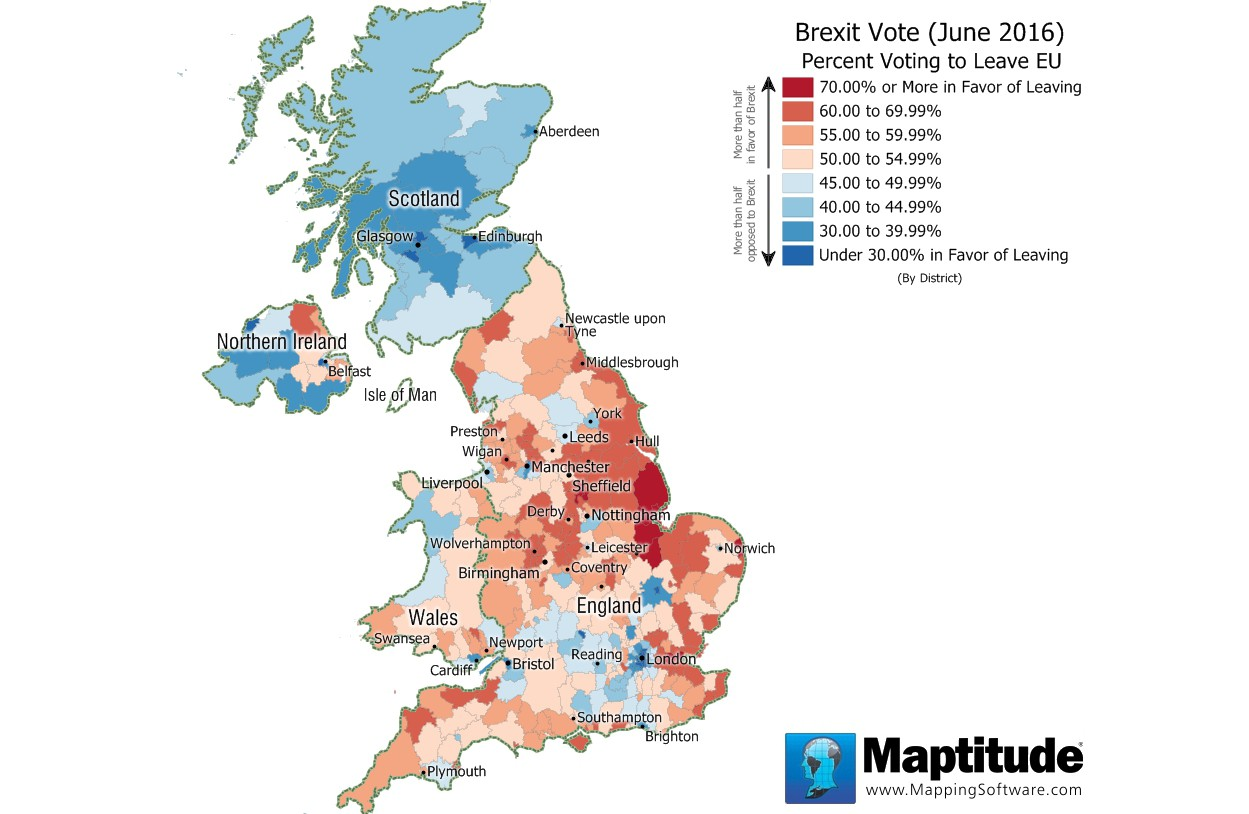 Brexit Vote (June 2016)
Percent Voting to Leave EU
70.00% or More in Favor of Leaving
60.00 to 69.99%
55.00 to 59.99%
50.00 to 54.99%
45.00 to 49.99%
40.00 to 44.99%
30.00 to 39.99%
Under 30.00% in Favor of Leaving
(By District)
More than half
in favor of Brexit
More than half
opposed to Brexit
Aberdeen
Scotland
Glasgow
Edinburgh
Newcastle upon
Tyne
Northern Ireland
Belfast
Middlesbrough
Isle of Man
York
Preston
Leeds
Hull
Wigan
Manchester
Liverpool
Sheffield
Derby
Nottingham
Wolverhampton
Leicester
Norwich
Birmingham
Coventry
England
Wales
Swansea
Newport
Reading
London
Cardiff
Bristol
Southampton
Brighton
Plymouth
Maptitude®
www.MappingSoftware.com